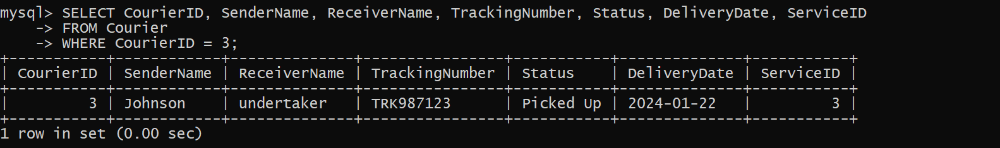 mysql> SELECT CourierID, SenderName, ReceiverName, TrackingNumber, Status, DeliveryDate, ServiceID
    -> FROM Courier
    -> WHERE CourierID = 3;
+-----------+------------+--------------+----------------+-----------+--------------+-----------+
| CourierID | SenderName | ReceiverName | TrackingNumber | Status    | DeliveryDate | ServiceID |
+-----------+------------+--------------+----------------+-----------+--------------+-----------+
|         3 | Johnson    | undertaker   | TRK987123      | Picked Up | 2024-01-22   |         3 |
+-----------+------------+--------------+----------------+-----------+--------------+-----------+
1 row in set (0.00 sec)